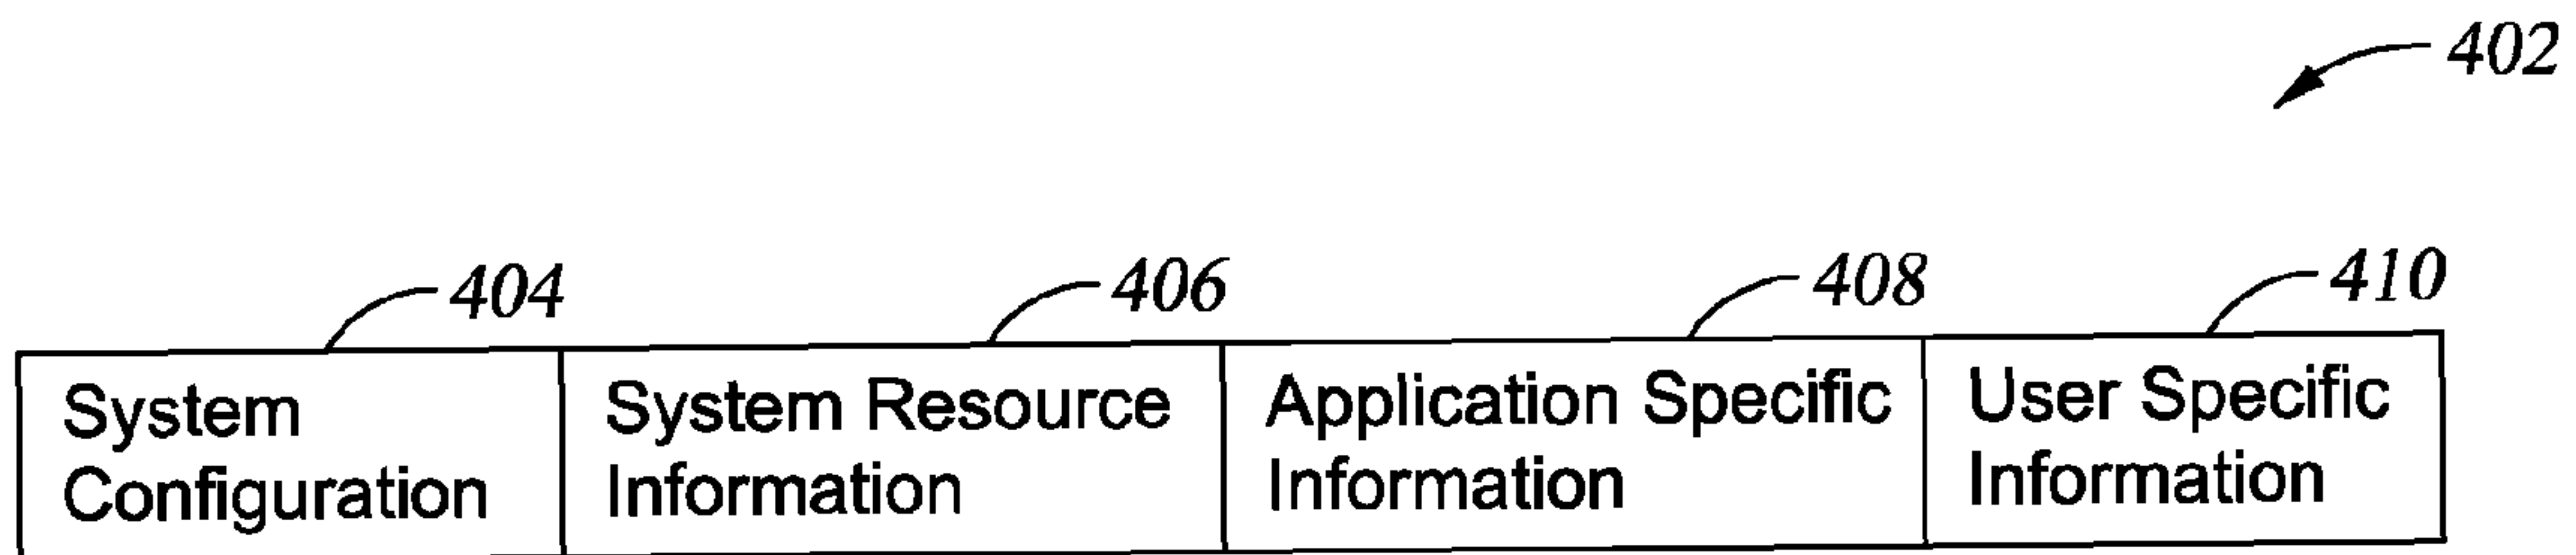 402
404
406
408
410
System
Configuration
System Resource
Information
Application Specific
Information
User Specific
Information